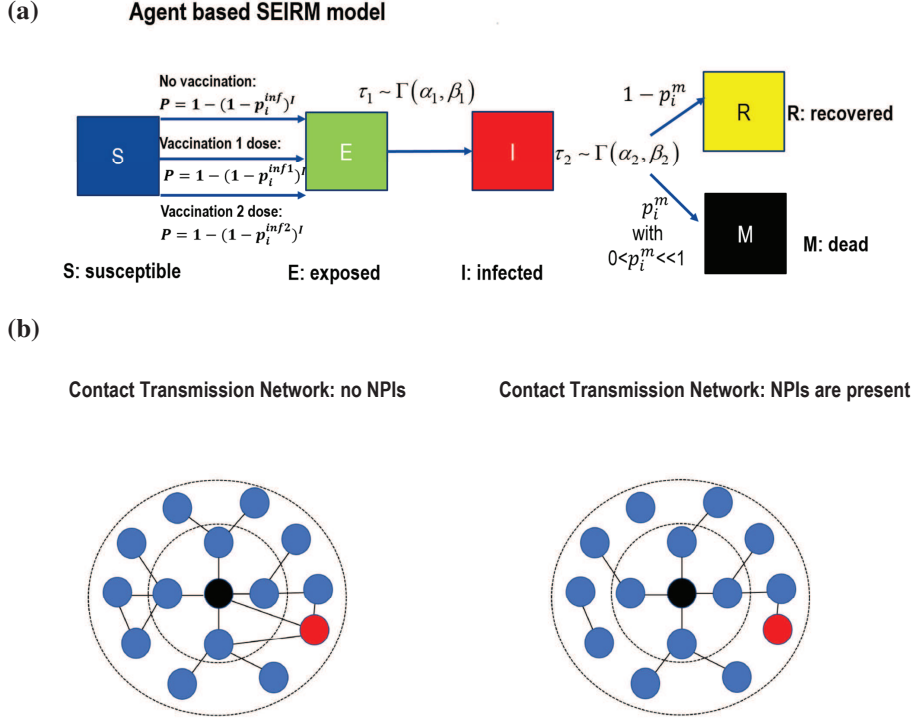 (a)
Agent based SEIRM model
No vaccination:
P = 1 − (1 − p_i^{inf})^I
τ₁ ~ Γ(α₁, β₁)
Vaccination 1 dose:
P = 1 − (1 − p_i^{inf1})^I
Vaccination 2 dose:
P = 1 − (1 − p_i^{inf2})^I
S
E
I
τ₂ ~ Γ(α₂, β₂)
1 − p_i^m
R
R: recovered
p_i^m
with
0<p_i^m<<1
M
M: dead
S: susceptible
E: exposed
I: infected
(b)
Contact Transmission Network: no NPIs
Contact Transmission Network: NPIs are present